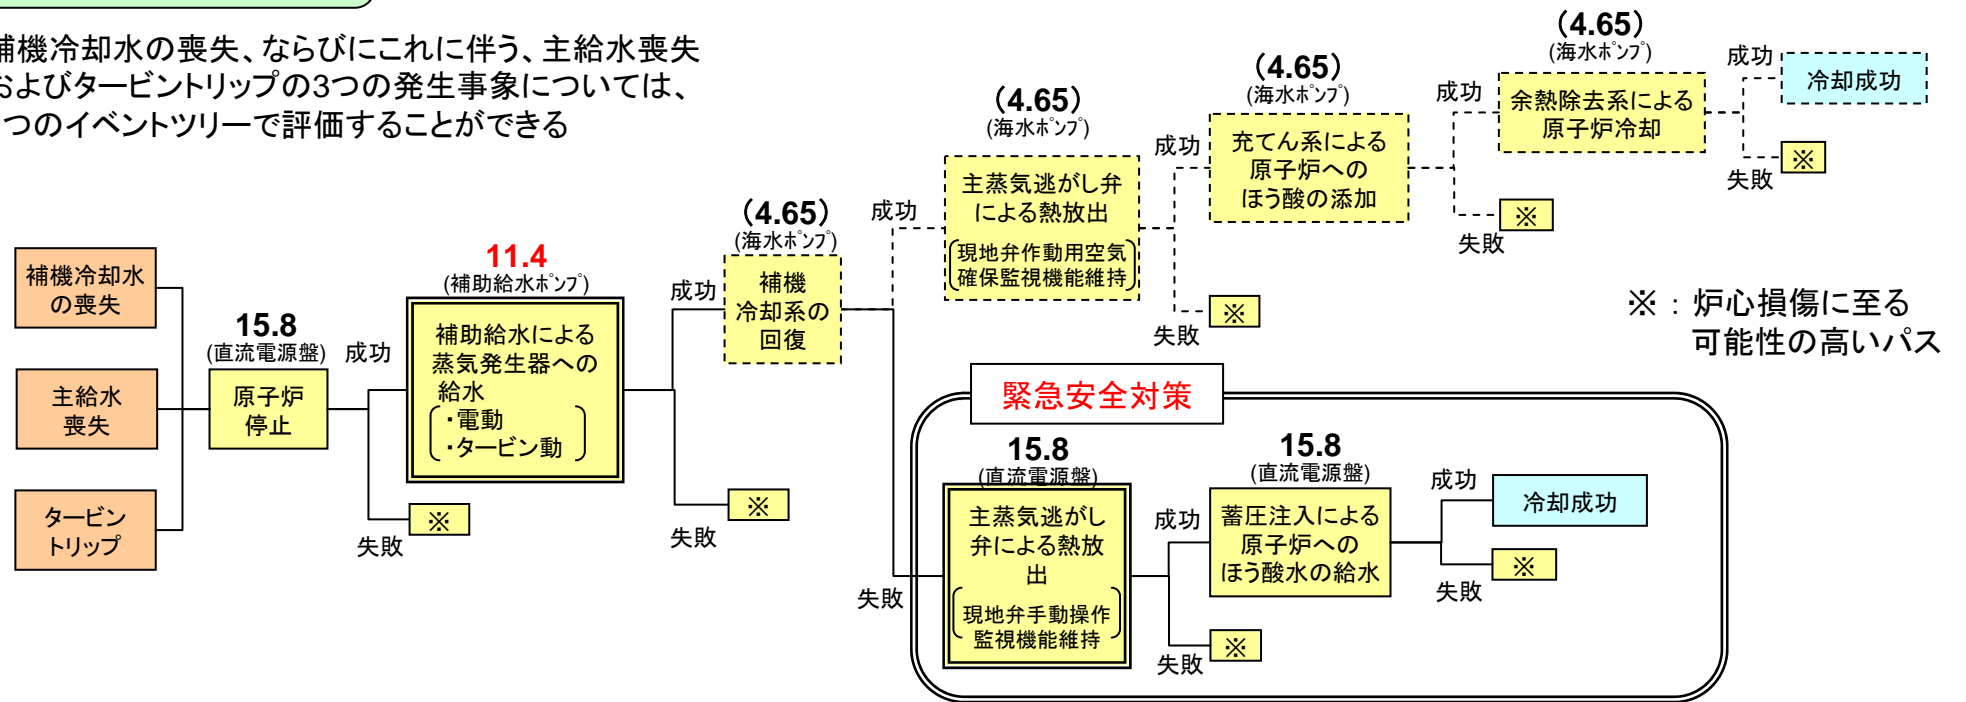 補機冷却水の喪失、ならびにこれに伴う、主給水喪失
およびタービントリップの3つの発生事象については、
つのイベントツリーで評価することができる
補機冷却水
の喪失
主給水
喪失
タービン
トリップ
15.8
(直流電源盤)
原子炉
停止
成功
失敗
※
11.4
(補助給水ポンプ)
補助給水による
蒸気発生器への
給水
・電動
・タービン動
成功
失敗
※
(4.65)
(海水ポンプ)
補機
冷却系の
回復
成功
失敗
(4.65)
(海水ポンプ)
主蒸気逃がし弁
による熱放出
現地弁作動用空気
確保監視機能維持
成功
失敗
※
(4.65)
(海水ポンプ)
充てん系による
原子炉への
ほう酸の添加
成功
失敗
※
(4.65)
(海水ポンプ)
余熱除去系による
原子炉冷却
成功
冷却成功
失敗
※
※：炉心損傷に至る
可能性の高いパス
緊急安全対策
15.8
(直流電源盤)
主蒸気逃がし
弁による熱放
出
現地弁手動操作
監視機能維持
成功
失敗
※
15.8
(直流電源盤)
蓄圧注入による
原子炉への
ほう酸水の給水
成功
冷却成功
失敗
※